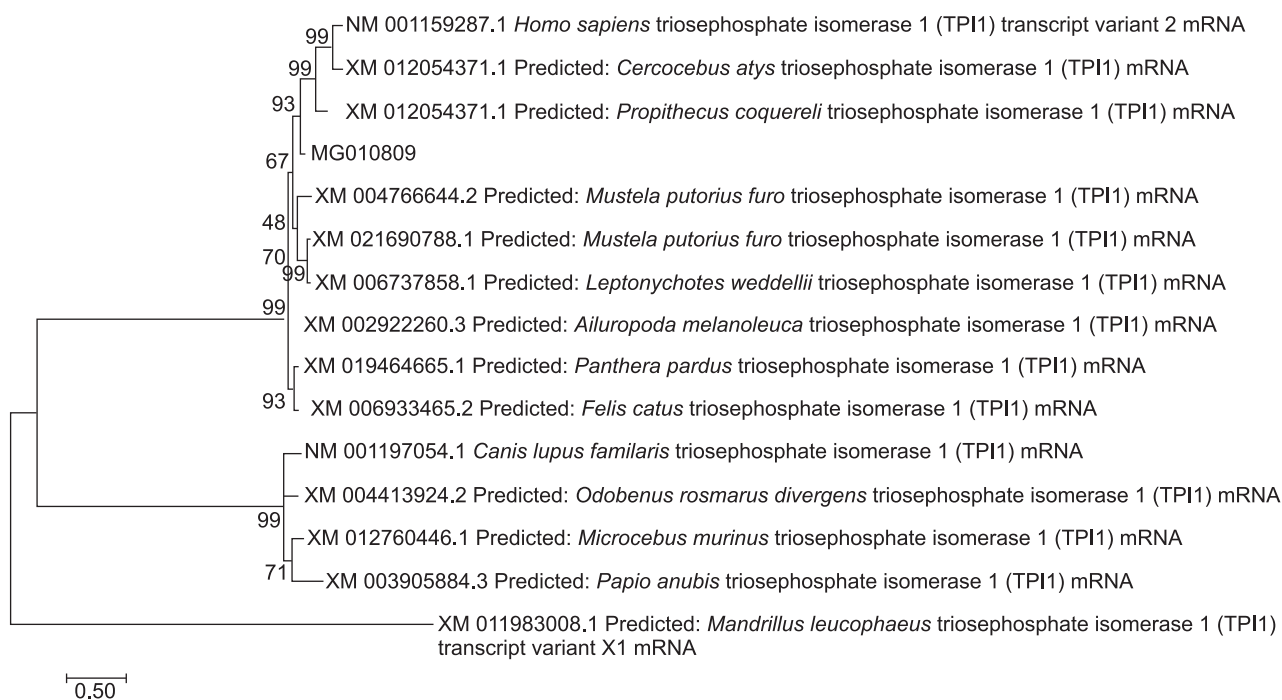 NM 001159287.1 Homo sapiens triosephosphate isomerase 1 (TPI1) transcript variant 2 mRNA
99
XM 012054371.1 Predicted: Cercocebus atys triosephosphate isomerase 1 (TPI1) mRNA
99
XM 012054371.1 Predicted: Propithecus coquereli triosephosphate isomerase 1 (TPI1) mRNA
93
MG010809
67
XM 004766644.2 Predicted: Mustela putorius furo triosephosphate isomerase 1 (TPI1) mRNA
48
XM 021690788.1 Predicted: Mustela putorius furo triosephosphate isomerase 1 (TPI1) mRNA
70
99
XM 006737858.1 Predicted: Leptonychotes weddellii triosephosphate isomerase 1 (TPI1) mRNA
99
XM 002922260.3 Predicted: Ailuropoda melanoleuca triosephosphate isomerase 1 (TPI1) mRNA
XM 019464665.1 Predicted: Panthera pardus triosephosphate isomerase 1 (TPI1) mRNA
93
XM 006933465.2 Predicted: Felis catus triosephosphate isomerase 1 (TPI1) mRNA
NM 001197054.1 Canis lupus familaris triosephosphate isomerase 1 (TPI1) mRNA
XM 004413924.2 Predicted: Odobenus rosmarus divergens triosephosphate isomerase 1 (TPI1) mRNA
99
XM 012760446.1 Predicted: Microcebus murinus triosephosphate isomerase 1 (TPI1) mRNA
71
XM 003905884.3 Predicted: Papio anubis triosephosphate isomerase 1 (TPI1) mRNA
XM 011983008.1 Predicted: Mandrillus leucophaeus triosephosphate isomerase 1 (TPI1)
transcript variant X1 mRNA
0.50